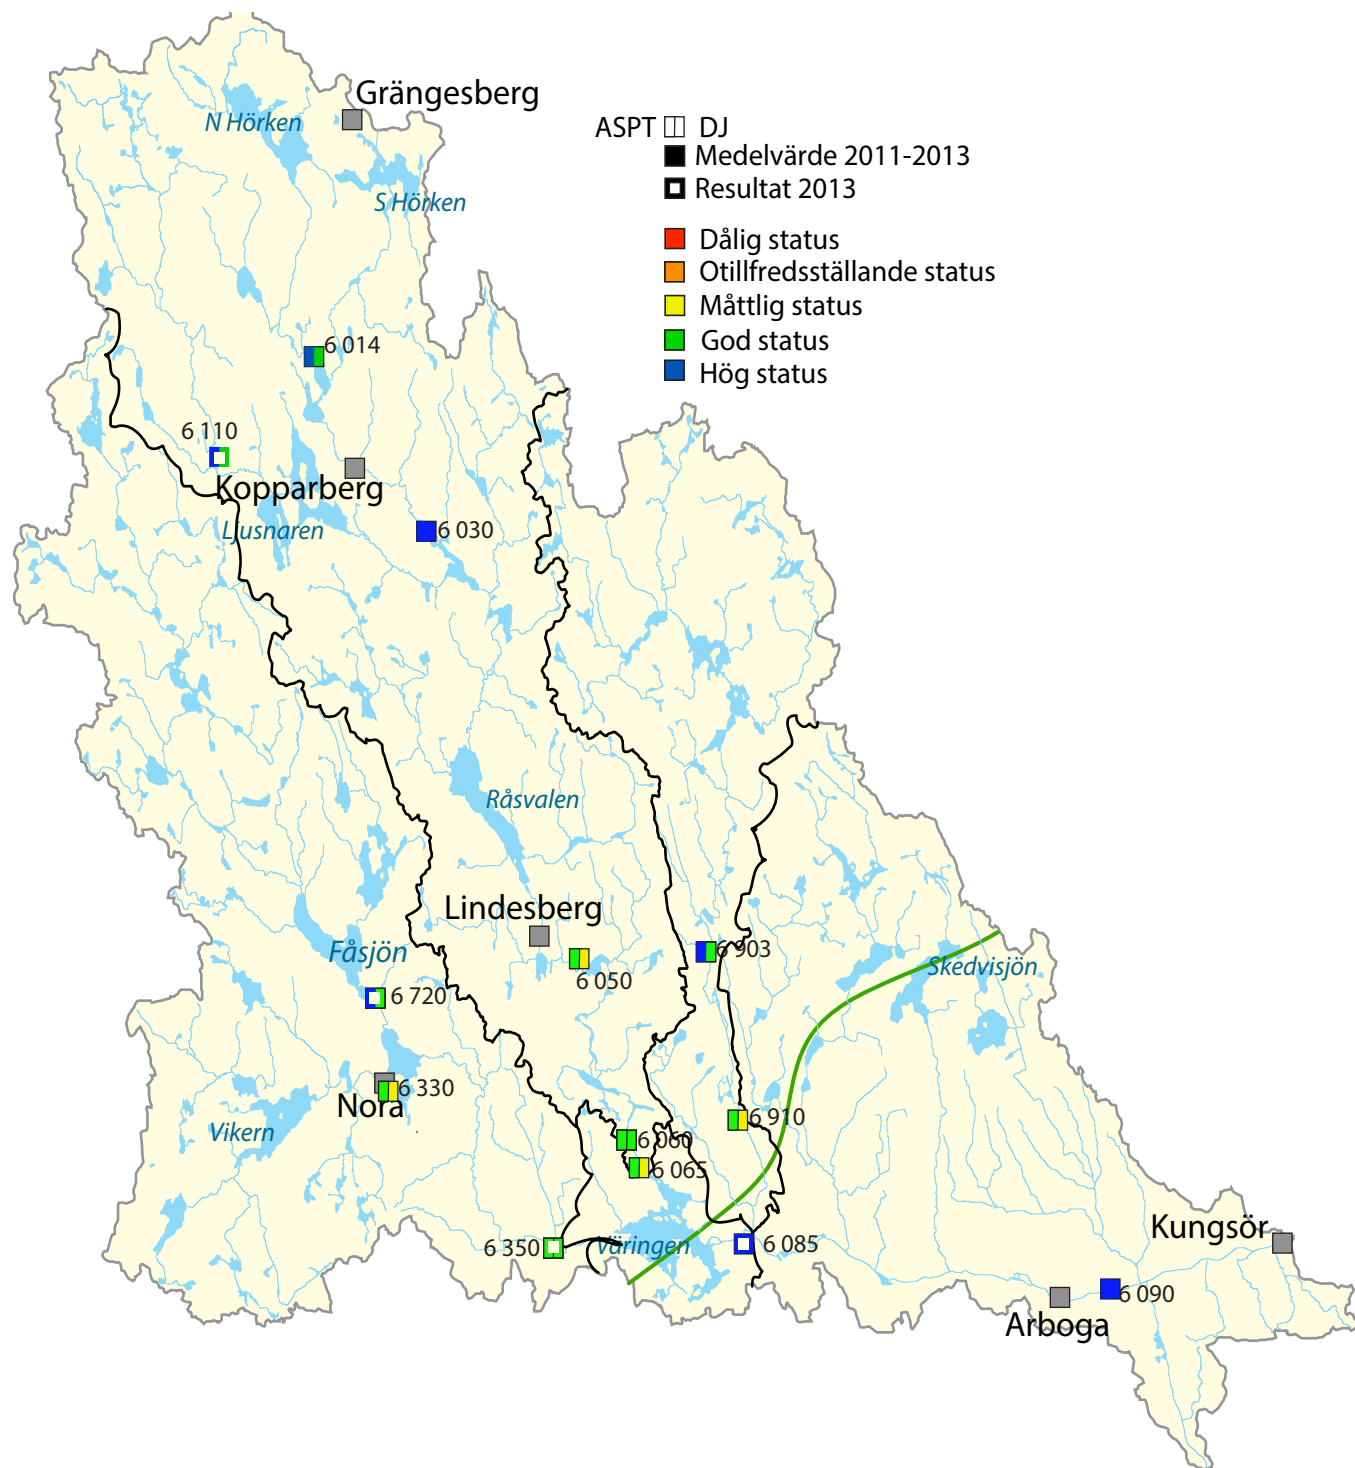 Grängesberg
N Hörken
ASPT DJ
Medelvärde 2011-2013
Resultat 2013
S Hörken
Dålig status
Otillfredsställande status
Måttlig status
God status
Hög status
6 014
6 110
Kopparberg
Ljusnaren
6 030
Råsvalen
Lindesberg
Fåsjön
6 903
Skedvisjön
6 050
6 720
6 330
Nora
6 910
Vikern
6 060
6 065
Kungsör
6 350
Väringen
6 085
6 090
Arboga